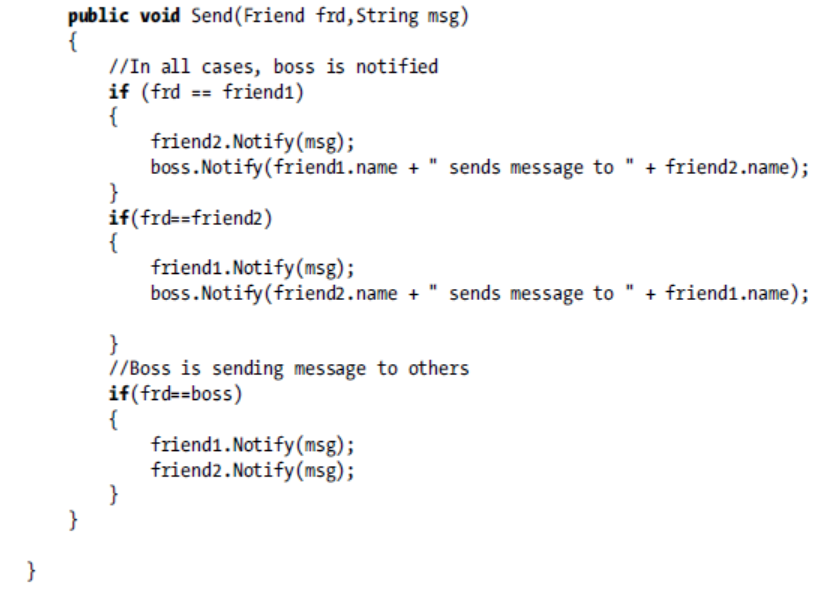 public void Send(Friend frd,String msg)
{
//In all cases, boss is notified
if (frd == friend1)
{
friend2.Notify(msg);
boss.Notify(friend1.name + " sends message to " + friend2.name);
}
if(frd==friend2)
{
friend1.Notify(msg);
boss.Notify(friend2.name + " sends message to " + friend1.name);
}
//Boss is sending message to others
if(frd==boss)
{
friend1.Notify(msg);
friend2.Notify(msg);
}
}
}